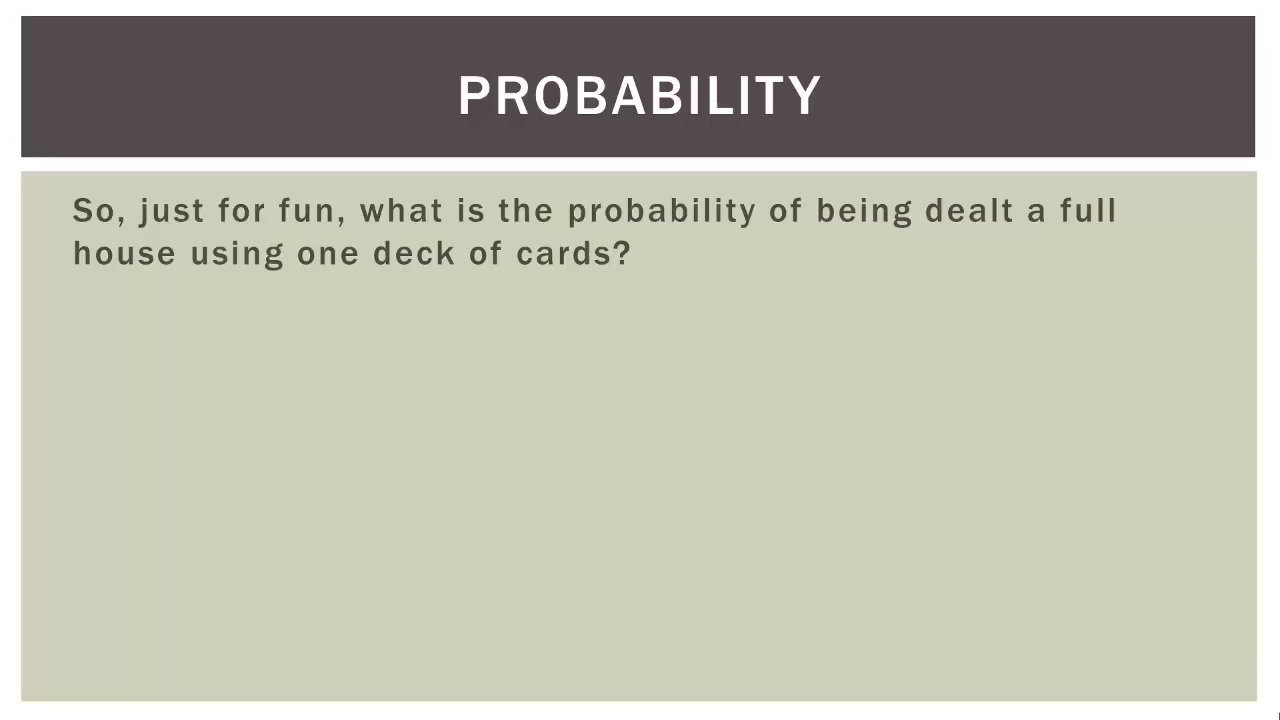 PROBABILITY
So, just for fun, what is the probability of being dealt a full
house using one deck of cards?